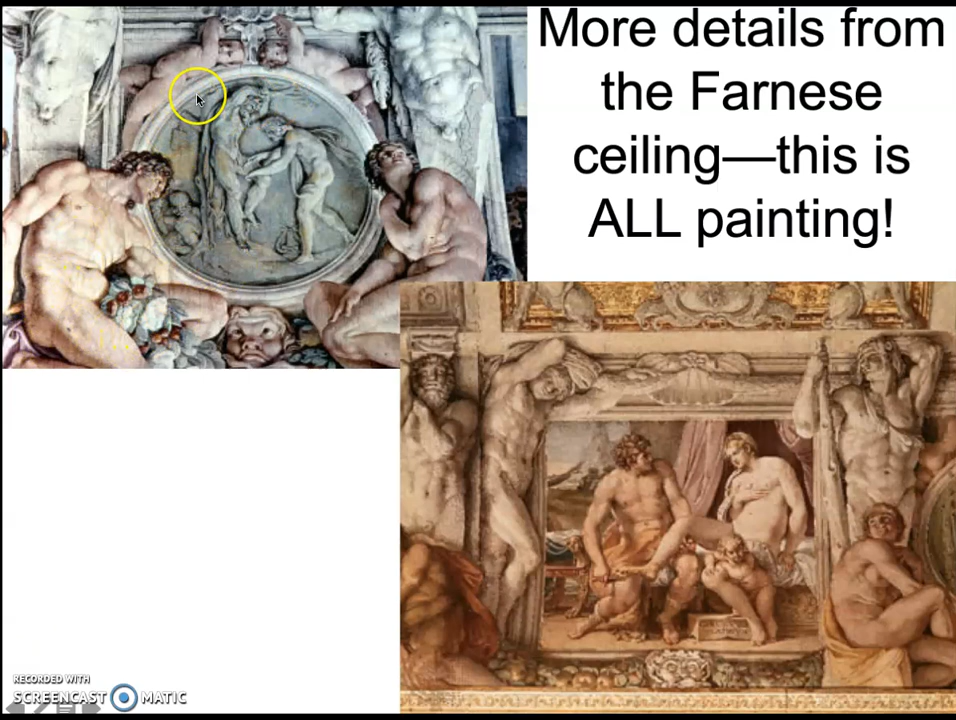 More details from
the Farnese
ceiling—this is
ALL painting!
RECORDED WITH
SCREENCAST MATIC